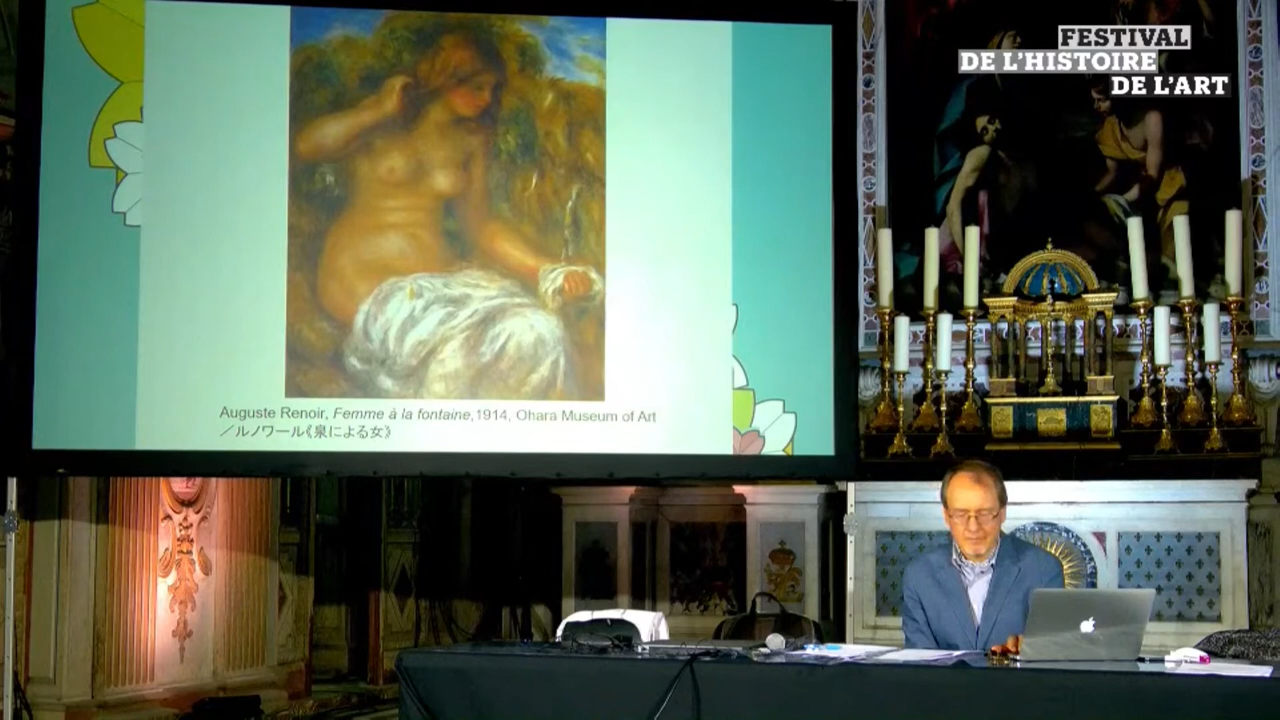 FESTIVAL
DE L'HISTOIRE
DE L'ART
Auguste Renoir, Femme à la fontaine,1914, Ohara Museum of Art
／ルノワール《泉による女》